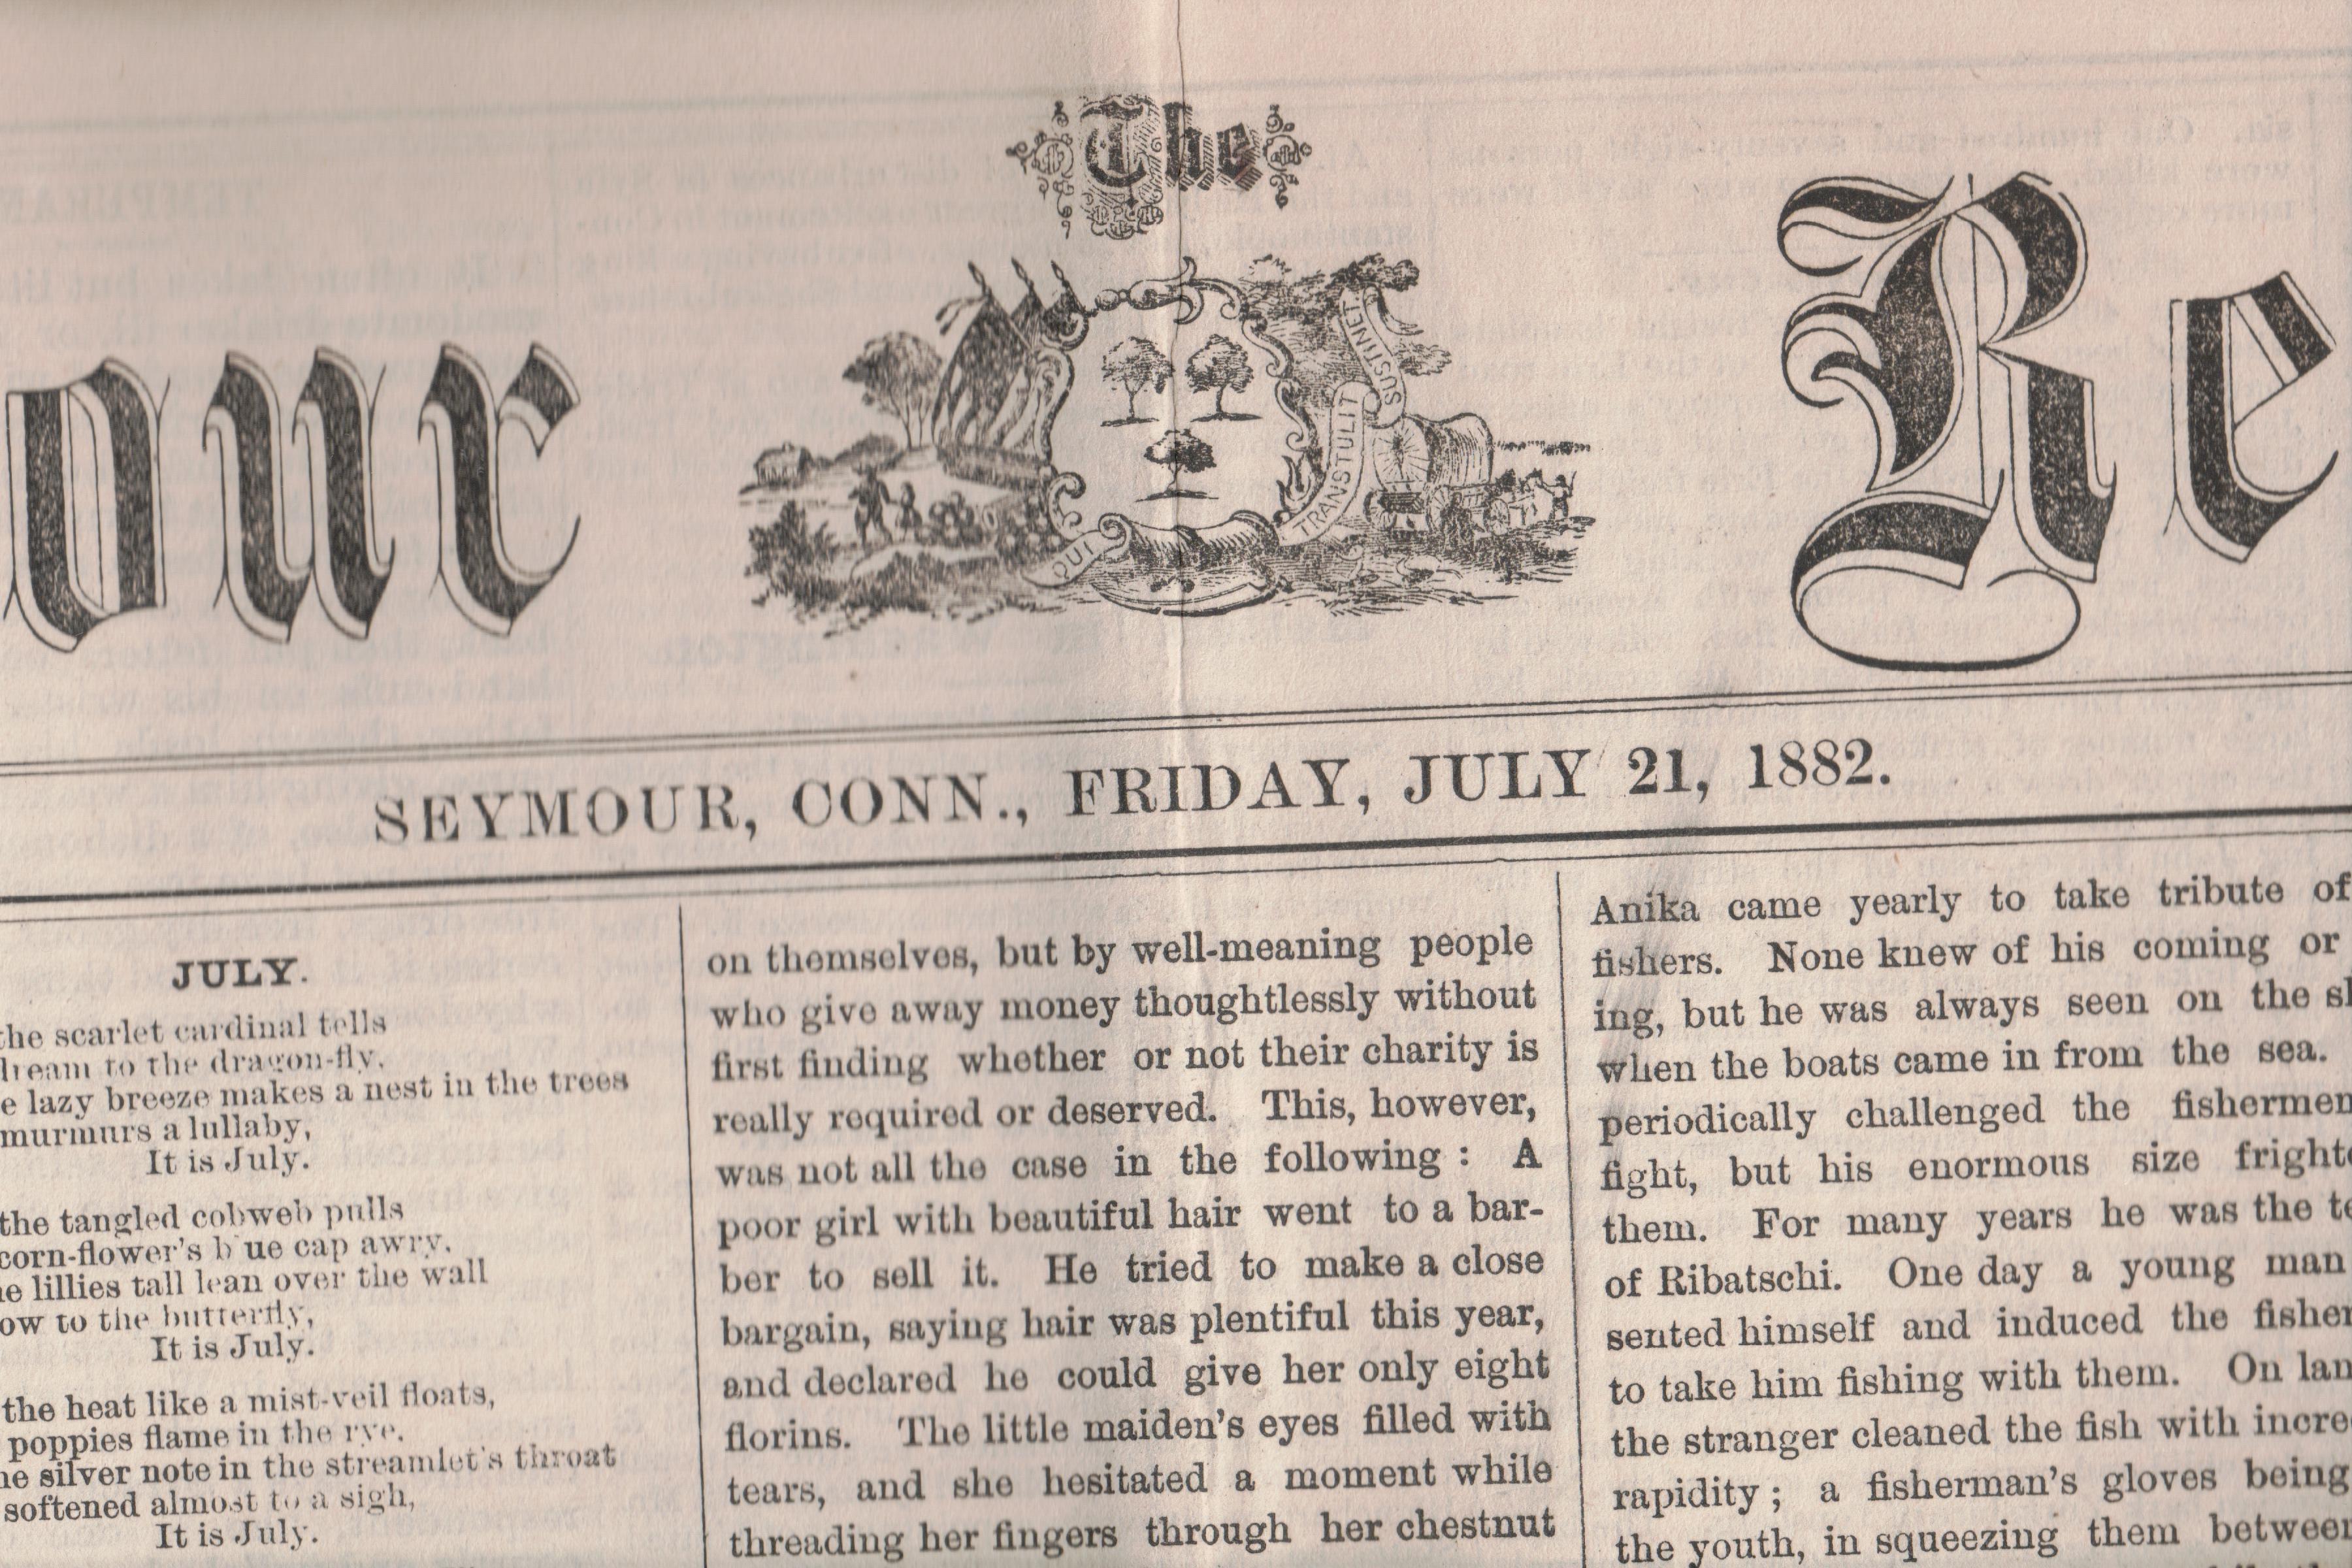 The
our
Re
QUI
TRANSTULIT
SUSTINET
SEYMOUR, CONN., FRIDAY, JULY 21, 1882.
JULY.
the scarlet cardinal tells
dream to the dragon-fly,
e lazy breeze makes a nest in the trees
murmurs a lullaby,
It is July.
the tangled cobweb pulls
corn-flower's b ue cap awry,
e lillies tall lean over the wall
ow to the butterfly,
It is July.
the heat like a mist-veil floats,
poppies flame in the rye,
ne silver note in the streamlet's throat
softened almost to a sigh,
It is July.
on themselves, but by well-meaning people
who give away money thoughtlessly without
first finding whether or not their charity is
really required or deserved. This, however,
was not all the case in the following : A
poor girl with beautiful hair went to a bar-
ber to sell it. He tried to make a close
bargain, saying hair was plentiful this year,
and declared he could give her only eight
florins. The little maiden's eyes filled with
tears, and she hesitated a moment while
threading her fingers through her chestnut
Anika came yearly to take tribute of
fishers. None knew of his coming or
ing, but he was always seen on the sh
when the boats came in from the sea.
periodically challenged the fishermen
fight, but his enormous size frighte
them. For many years he was the te
of Ribatschi. One day a young man
sented himself and induced the fisher
to take him fishing with them. On lan
the stranger cleaned the fish with incre
rapidity ; a fisherman's gloves being
the youth, in squeezing them between